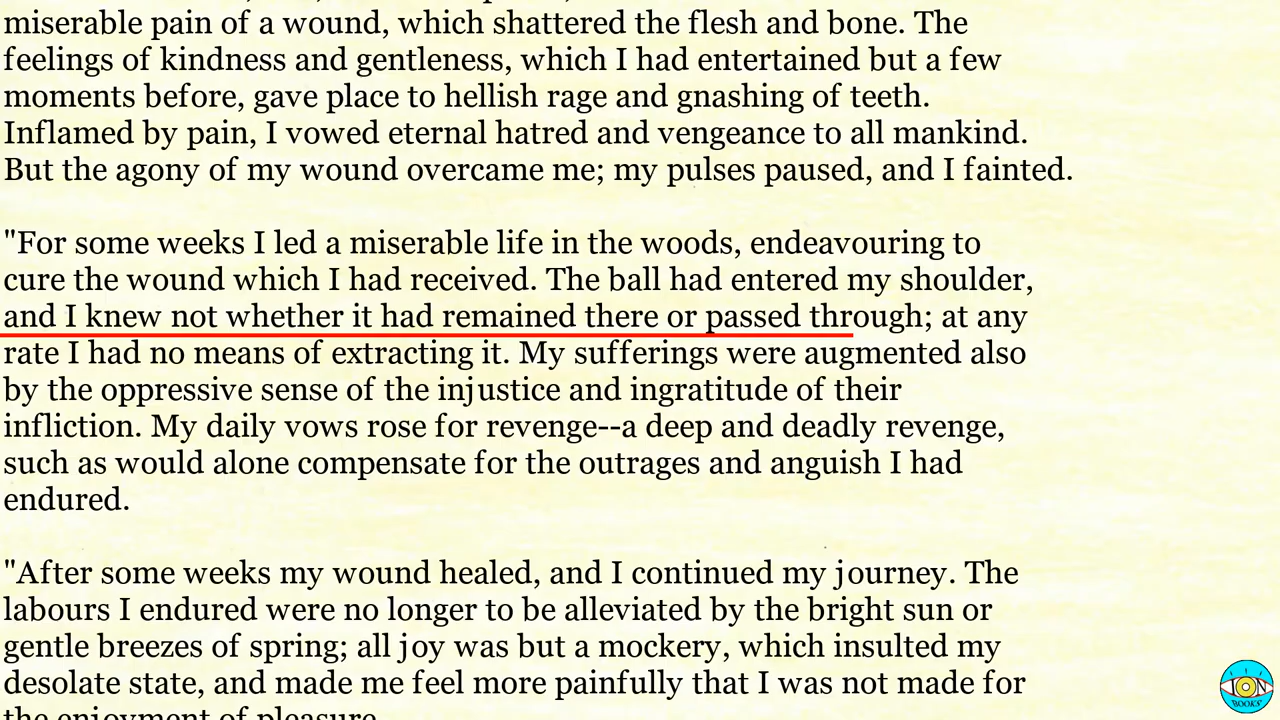 miserable pain of a wound, which shattered the flesh and bone. The
feelings of kindness and gentleness, which I had entertained but a few
moments before, gave place to hellish rage and gnashing of teeth.
Inflamed by pain, I vowed eternal hatred and vengeance to all mankind.
But the agony of my wound overcame me; my pulses paused, and I fainted.
"For some weeks I led a miserable life in the woods, endeavouring to
cure the wound which I had received. The ball had entered my shoulder,
and I knew not whether it had remained there or passed through; at any
rate I had no means of extracting it. My sufferings were augmented also
by the oppressive sense of the injustice and ingratitude of their
infliction. My daily vows rose for revenge--a deep and deadly revenge,
such as would alone compensate for the outrages and anguish I had
endured.
"After some weeks my wound healed, and I continued my journey. The
labours I endured were no longer to be alleviated by the bright sun or
gentle breezes of spring; all joy was but a mockery, which insulted my
desolate state, and made me feel more painfully that I was not made for
the enjoyment of pleasure.
ION
BOOKS